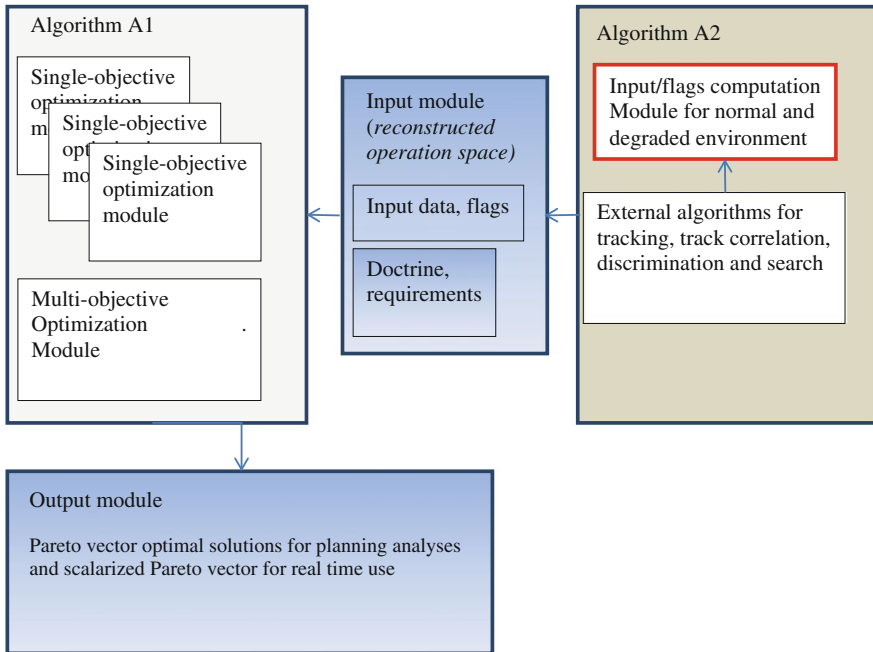 Algorithm A1
Single-objective
optimization
Single-objective
Single-objective
optimization
module
Multi-objective
Optimization .
Module
Input module
(reconstructed
operation space)
Input data, flags
Doctrine,
requirements
Algorithm A2
Input/flags computation
Module for normal and
degraded environment
External algorithms for
tracking, track correlation,
discrimination and search
Output module
Pareto vector optimal solutions for planning analyses
and scalarized Pareto vector for real time use